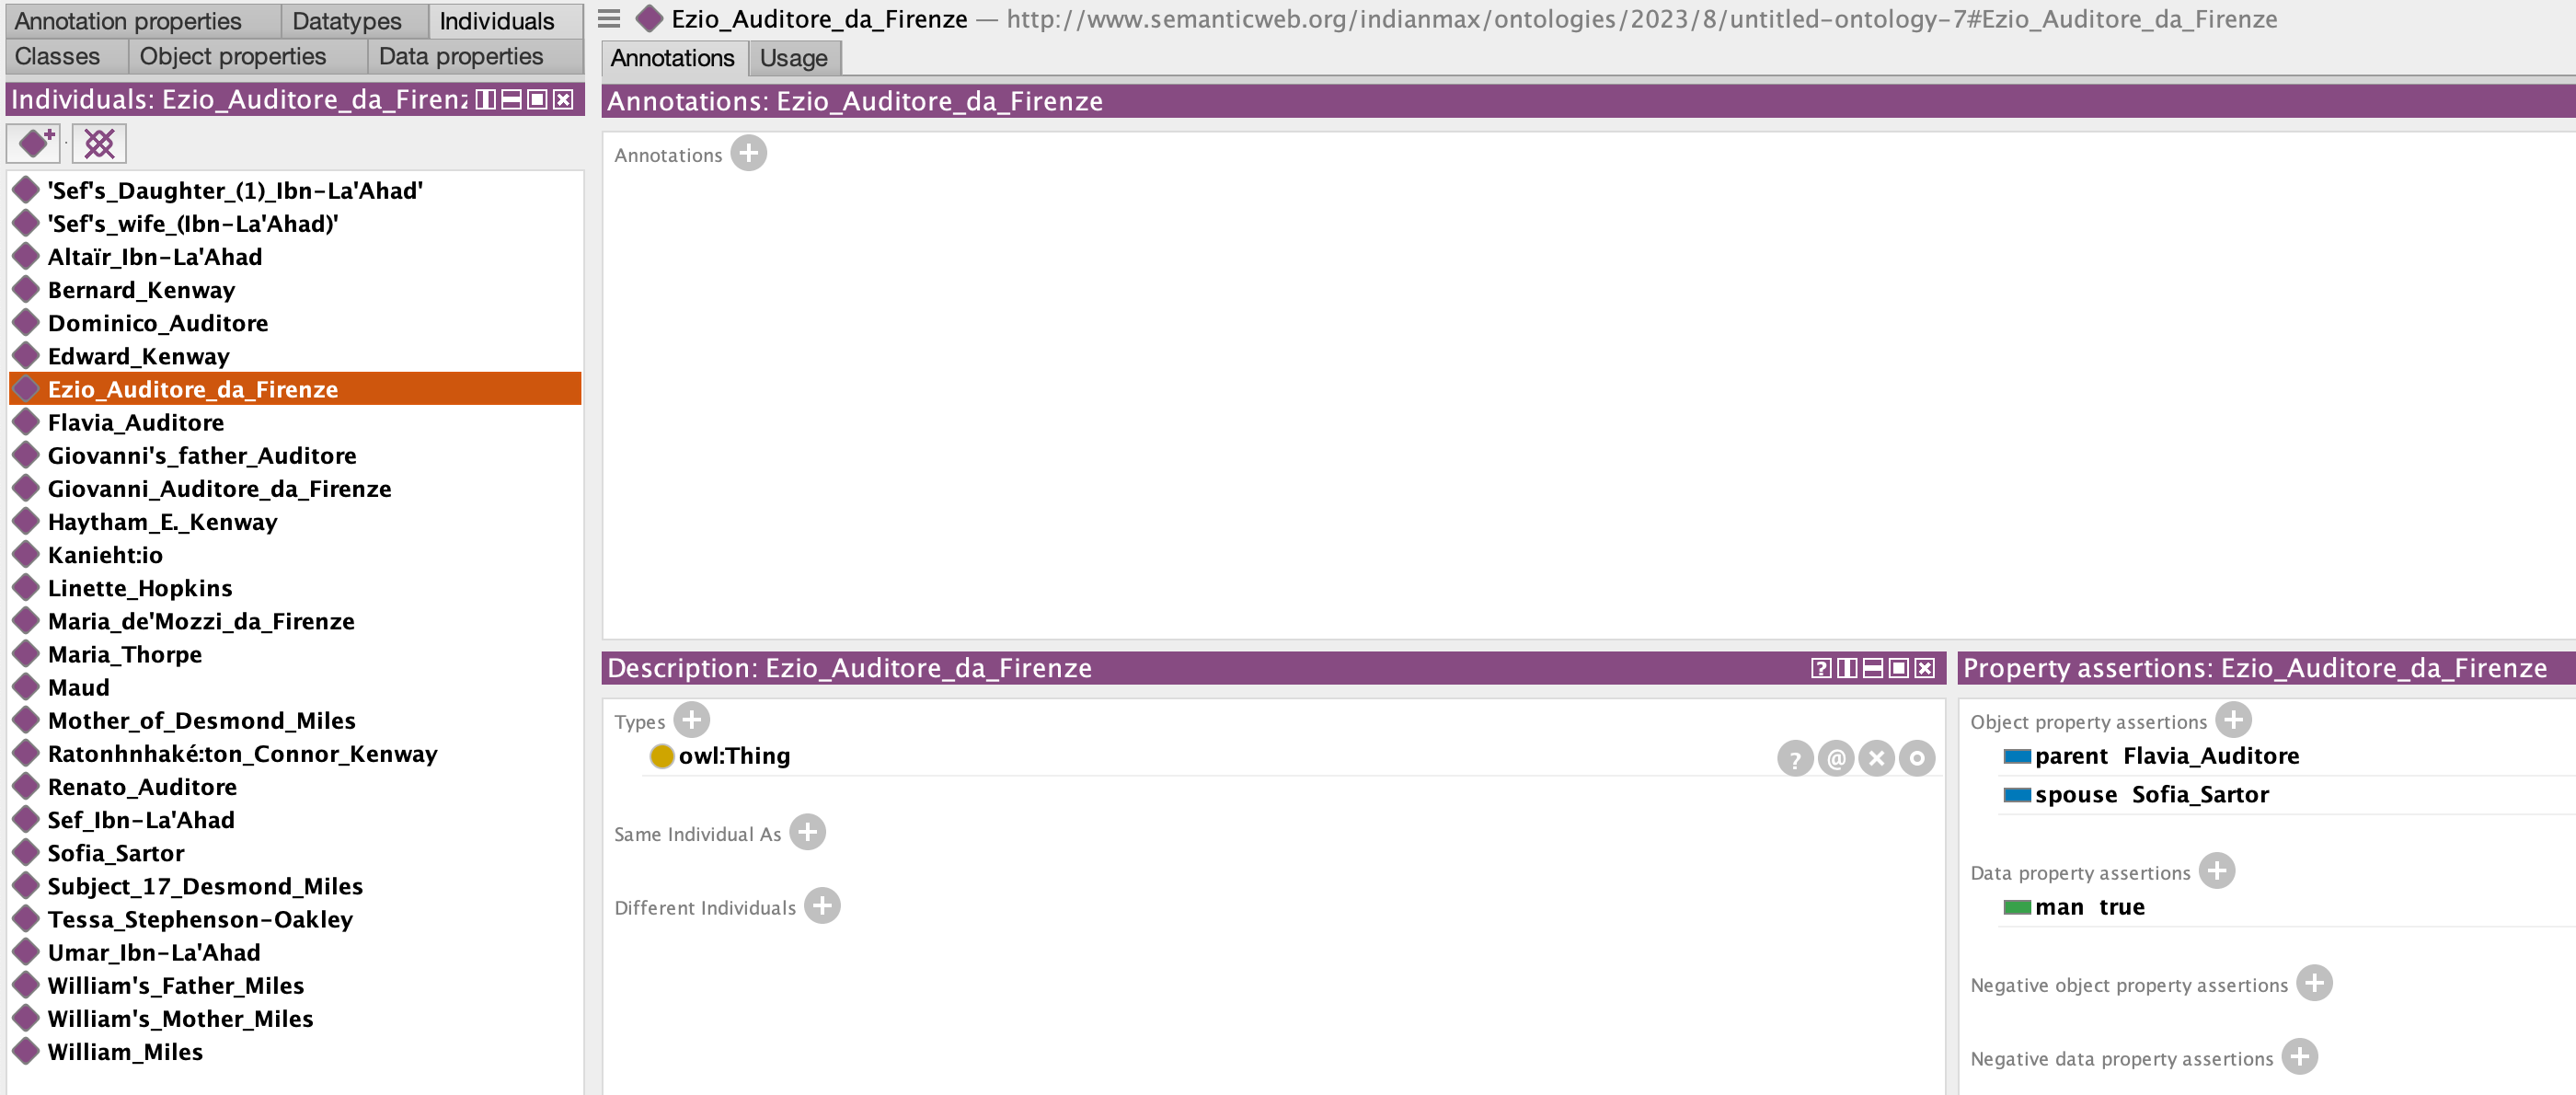 Annotation properties Datatypes Individuals
Classes Object properties Data properties
Individuals: Ezio_Auditore_da_Firenz
'Sef's_Daughter_(1)_Ibn-La'Ahad'
'Sef's_wife_(Ibn-La'Ahad)'
Altaïr_Ibn-La'Ahad
Bernard_Kenway
Dominico_Auditore
Edward_Kenway
Ezio_Auditore_da_Firenze
Flavia_Auditore
Giovanni's_father_Auditore
Giovanni_Auditore_da_Firenze
Haytham_E._Kenway
Kanieht:io
Linette_Hopkins
Maria_de'Mozzi_da_Firenze
Maria_Thorpe
Maud
Mother_of_Desmond_Miles
Ratonhnhaké:ton_Connor_Kenway
Renato_Auditore
Sef_Ibn-La'Ahad
Sofia_Sartor
Subject_17_Desmond_Miles
Tessa_Stephenson-Oakley
Umar_Ibn-La'Ahad
William's_Father_Miles
William's_Mother_Miles
William_Miles
Ezio_Auditore_da_Firenze — http://www.semanticweb.org/indianmax/ontologies/2023/8/untitled-ontology-7#Ezio_Auditore_da_Firenze
Annotations Usage
Annotations: Ezio_Auditore_da_Firenze
Annotations
Description: Ezio_Auditore_da_Firenze
Types
owl:Thing
Same Individual As
Different Individuals
Property assertions: Ezio_Auditore_da_Firenze
Object property assertions
parent Flavia_Auditore
spouse Sofia_Sartor
Data property assertions
man true
Negative object property assertions
Negative data property assertions